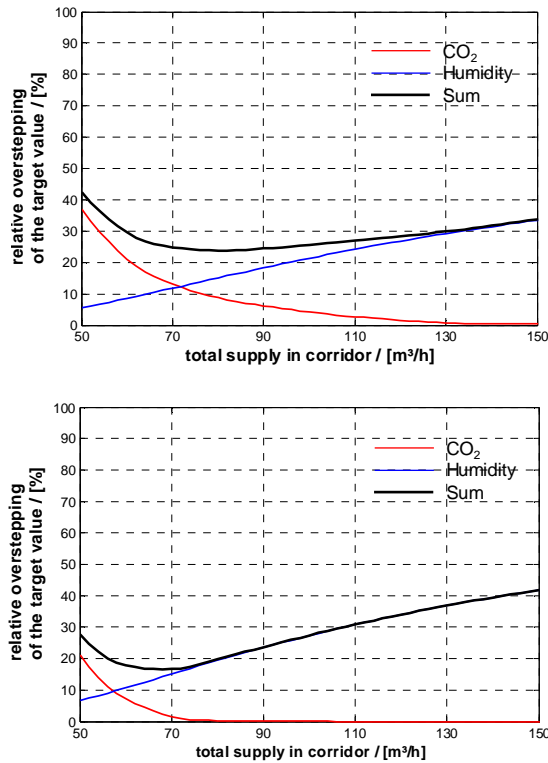 relative overstepping
of the target value / [%]
100
90
80
70
60
50
40
30
20
10
0
CO₂
Humidity
Sum
50 70 90 110 130 150
total supply in corridor / [m³/h]
relative overstepping
of the target value / [%]
100
90
80
70
60
50
40
30
20
10
0
CO₂
Humidity
Sum
50 70 90 110 130 150
total supply in corridor / [m³/h]